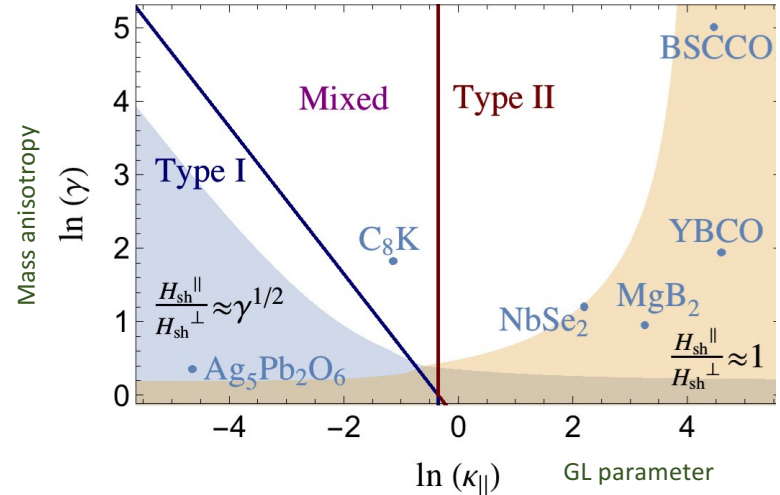 5
4
3
2
1
0
−4
−2
0
2
4
Mass anisotropy
ln (γ)
ln (κ||)
GL parameter
BSCCO
Mixed
Type II
Type I
C₈K
YBCO
NbSe₂
MgB₂
Hsh∥/Hsh⊥≈γ^1/2
Hsh∥/Hsh⊥≈1
Ag₅Pb₂O₆